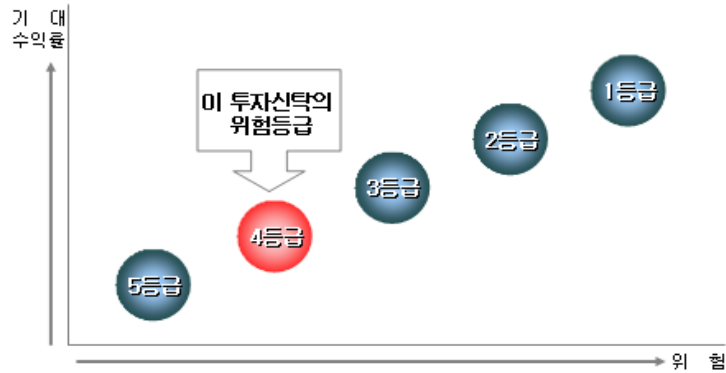 기 대
수익률
이 투자신탁의
위험등급
1등급
2등급
3등급
4등급
5등급
위 험